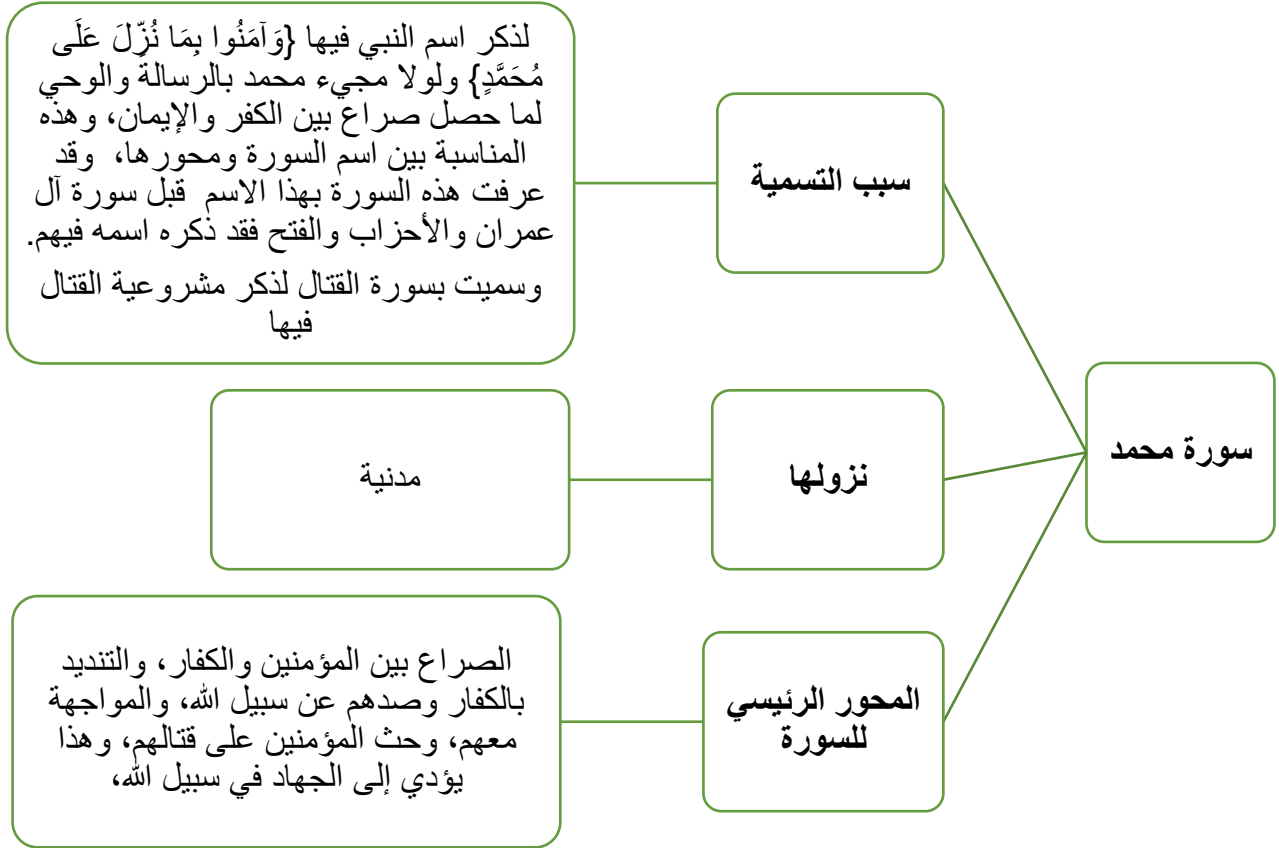 سورة محمد
سبب التسمية
لذكر اسم النبي فيها {وَآمَنُوا بِمَا نُزِّلَ عَلَى
مُحَمَّدٍ} ولولا مجيء محمد بالرسالة والوحي
لما حصل صراع بين الكفر والإيمان، وهذه
المناسبة بين اسم السورة ومحورها، وقد
عرفت هذه السورة بهذا الاسم قبل سورة آل
عمران والأحزاب والفتح فقد ذكره اسمه فيهم.
وسميت بسورة القتال لذكر مشروعية القتال
فيها
نزولها
مدنية
المحور الرئيسي
للسورة
الصراع بين المؤمنين والكفار، والتنديد
بالكفار وصدهم عن سبيل الله، والمواجهة
معهم، وحث المؤمنين على قتالهم، وهذا
يؤدي إلى الجهاد في سبيل الله،